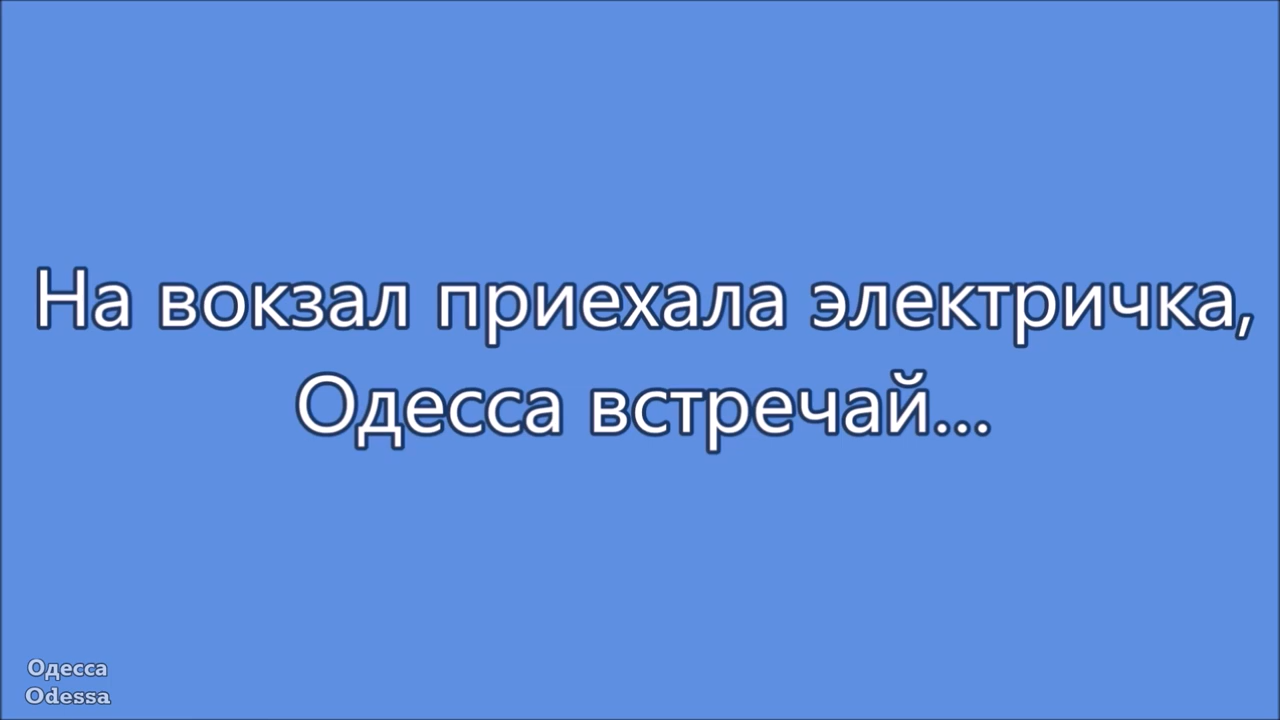 На вокзал приехала электричка,
Одесса встречай...
Одесса
Odessa